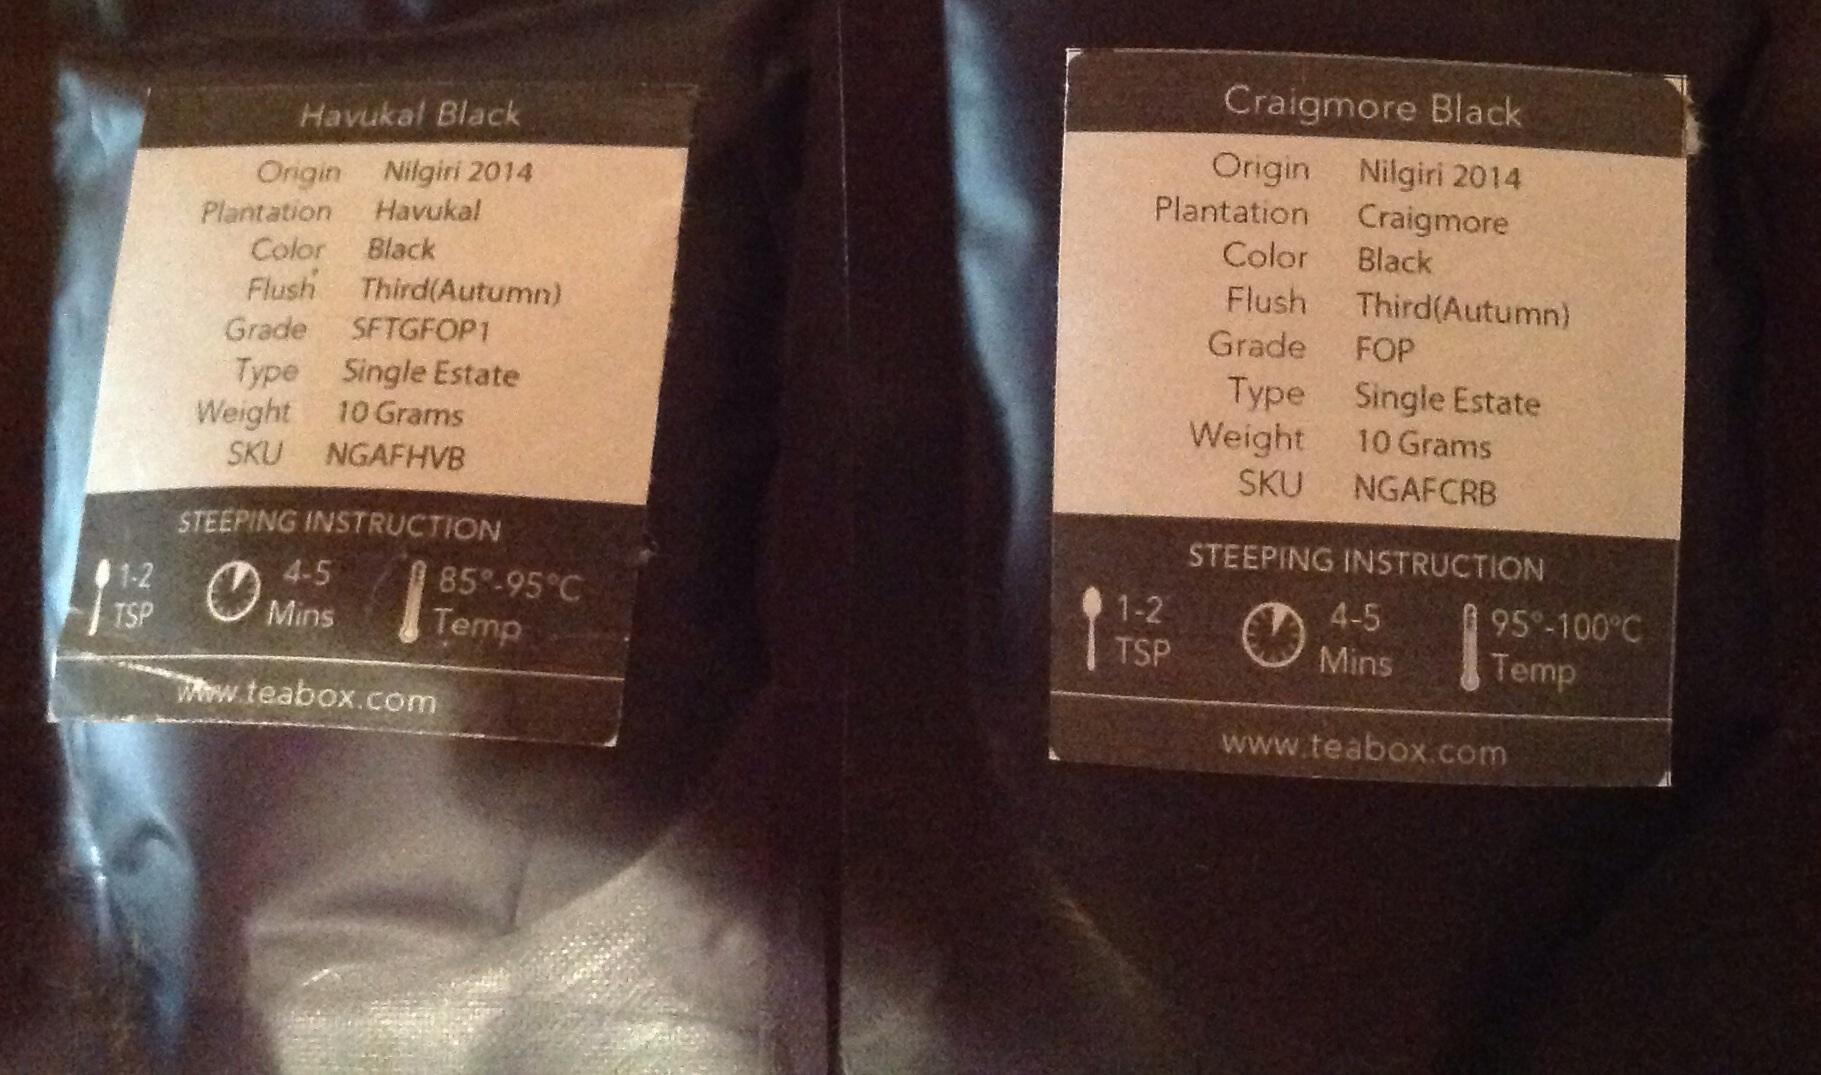 Havukal Black
Origin Nilgiri 2014
Plantation Havukal
Color Black
Flush Third(Autumn)
Grade SFTGFOP1
Type Single Estate
Weight 10 Grams
SKU NGAFHVB
STEEPING INSTRUCTION
1-2 TSP
4-5 Mins
85°-95°C Temp
www.teabox.com
Craigmore Black
Origin Nilgiri 2014
Plantation Craigmore
Color Black
Flush Third(Autumn)
Grade FOP
Type Single Estate
Weight 10 Grams
SKU NGAFCRB
STEEPING INSTRUCTION
1-2 TSP
4-5 Mins
95°-100°C Temp
www.teabox.com